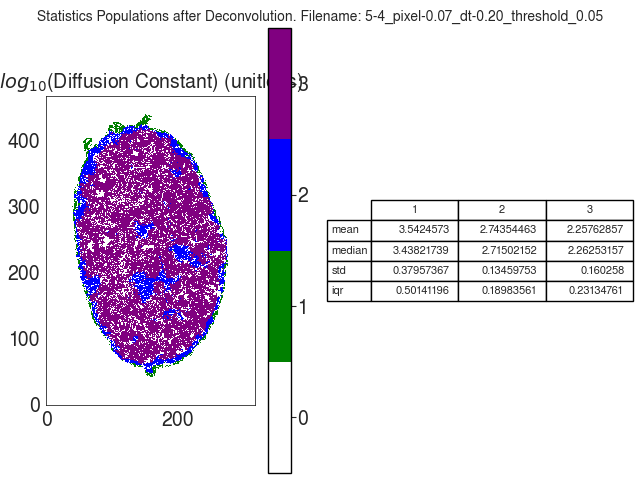 Statistics Populations after Deconvolution. Filename: 5-4_pixel-0.07_dt-0.20_threshold_0.05
log10(Diffusion Constant) (unitless)
400
300
200
100
0
0 200
3
2
1
0
1 2 3
mean 3.5424573 2.74354463 2.25762857
median 3.43821739 2.71502152 2.26253157
std 0.37957367 0.13459753 0.160258
iqr 0.50141196 0.18983561 0.23134761